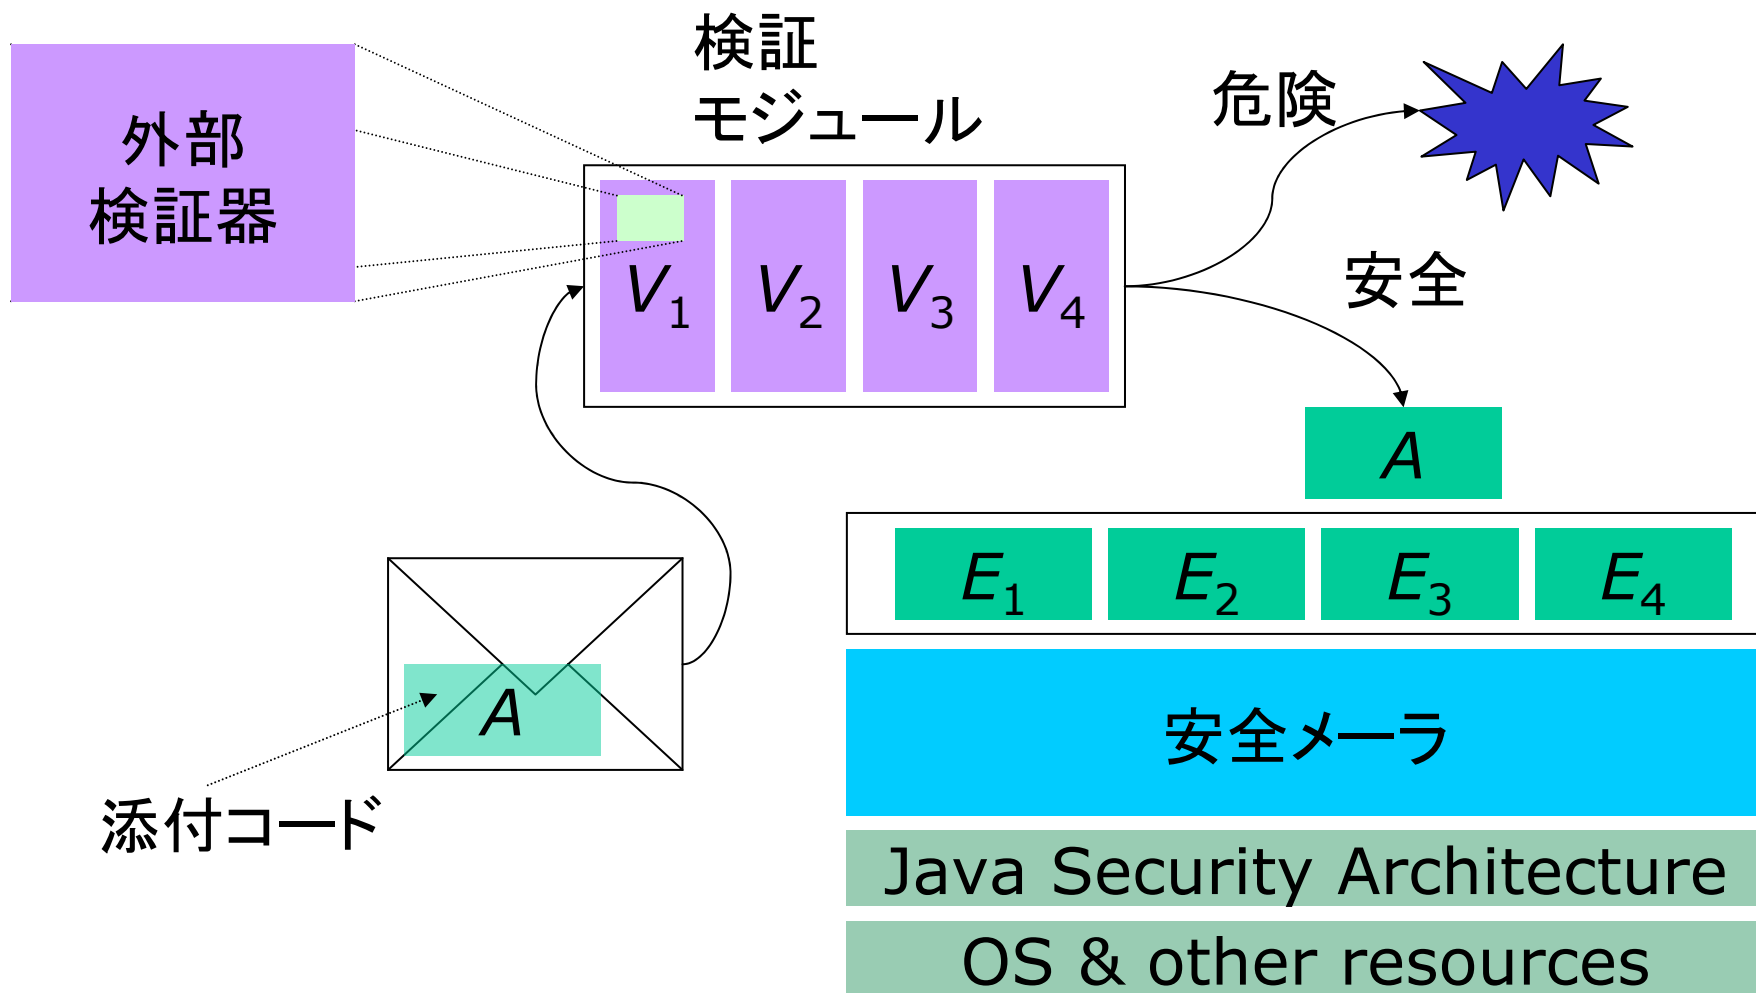 外部
検証器
検証
モジュール
危険
安全
V1
V2
V3
V4
A
E1
E2
E3
E4
A
添付コード
安全メーラ
Java Security Architecture
OS & other resources